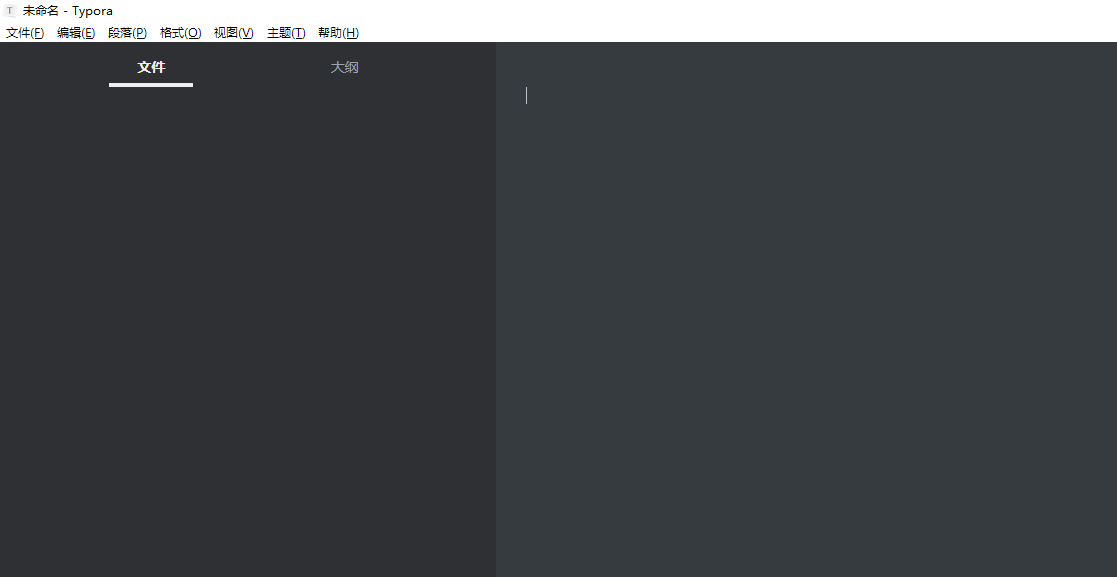 T 未命名 - Typora
文件(F) 编辑(E) 段落(P) 格式(O) 视图(V) 主题(T) 帮助(H)
文件 大纲